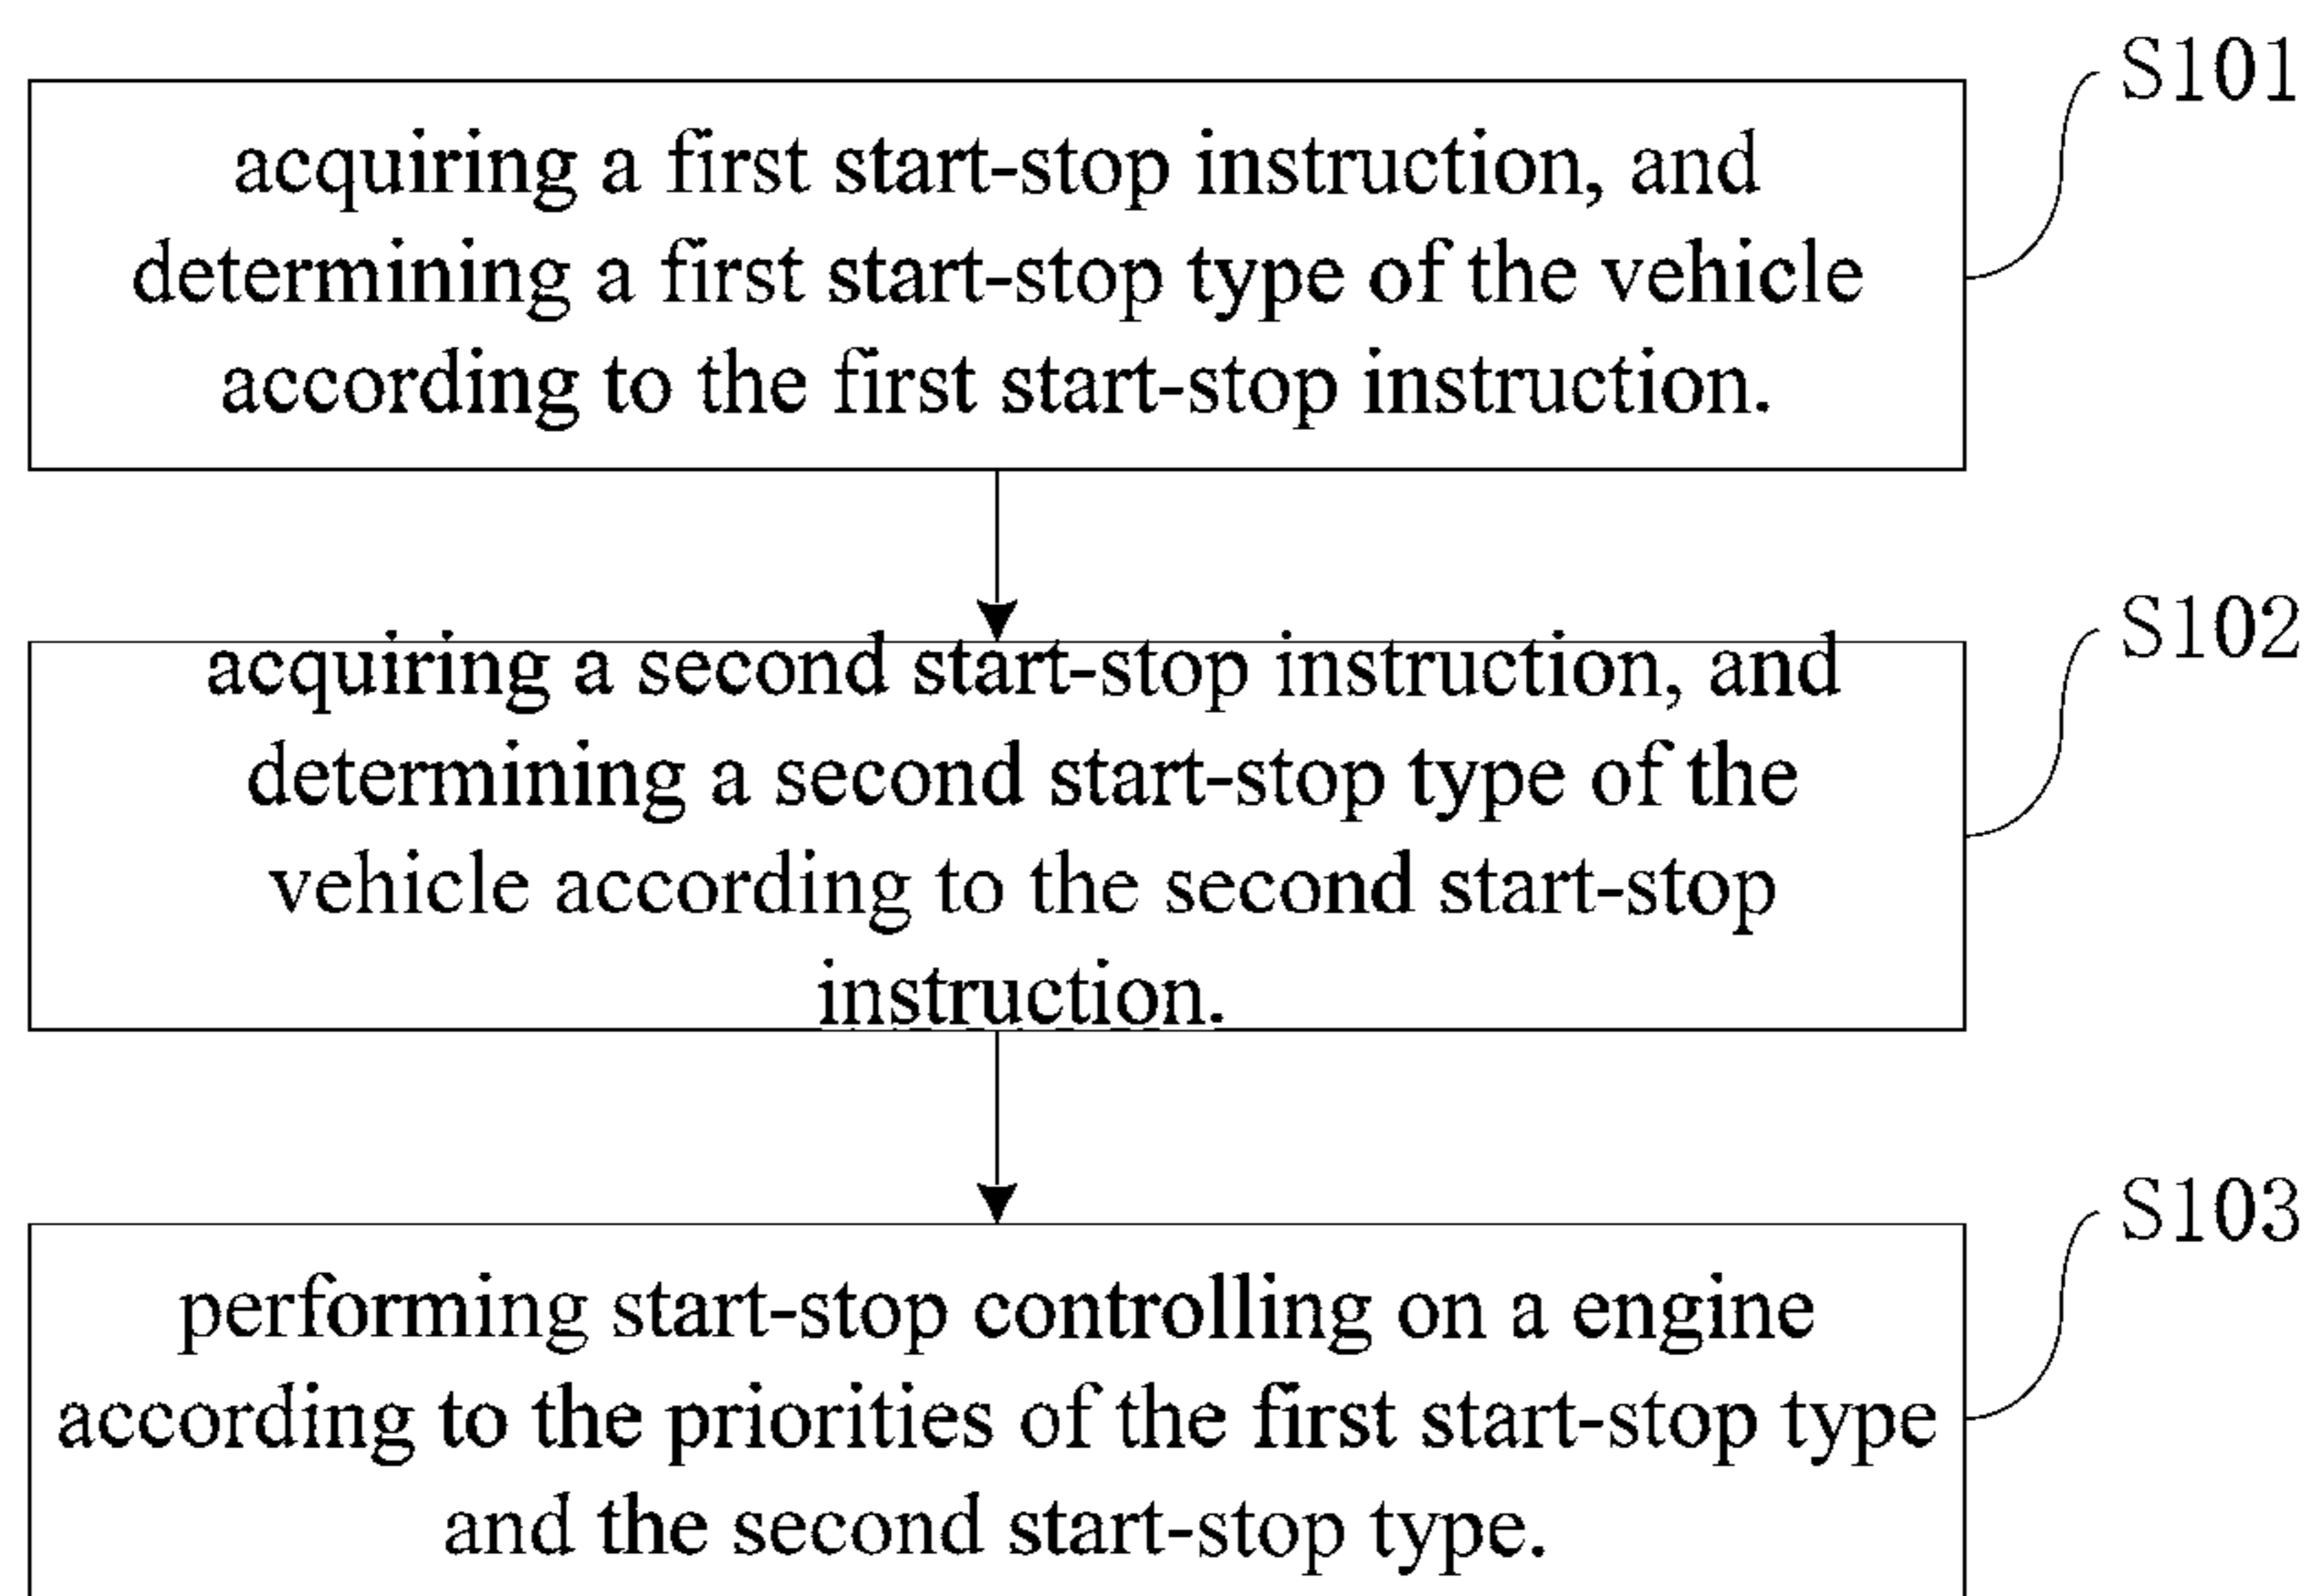 S101
acquiring a first start-stop instruction, and
determining a first start-stop type of the vehicle
according to the first start-stop instruction.
S102
acquiring a second start-stop instruction, and
determining a second start-stop type of the
vehicle according to the second start-stop
instruction.
S103
performing start-stop controlling on a engine
according to the priorities of the first start-stop type
and the second start-stop type.